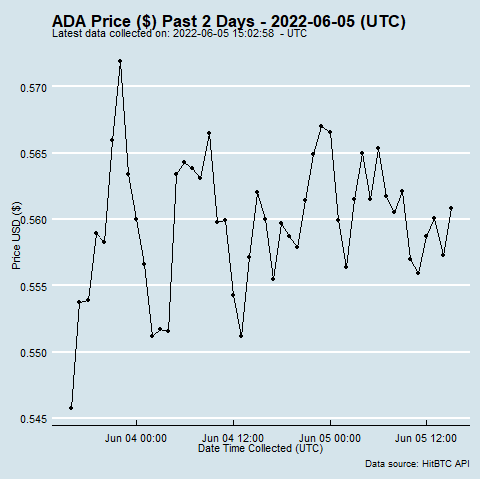 ADA Price ($) Past 2 Days - 2022-06-05 (UTC)
Latest data collected on: 2022-06-05 15:02:58 - UTC
0.570
0.565
0.560
0.555
0.550
0.545
Price USD ($)
Jun 04 00:00 Jun 04 12:00 Jun 05 00:00 Jun 05 12:00
Date Time Collected (UTC)
Data source: HitBTC API